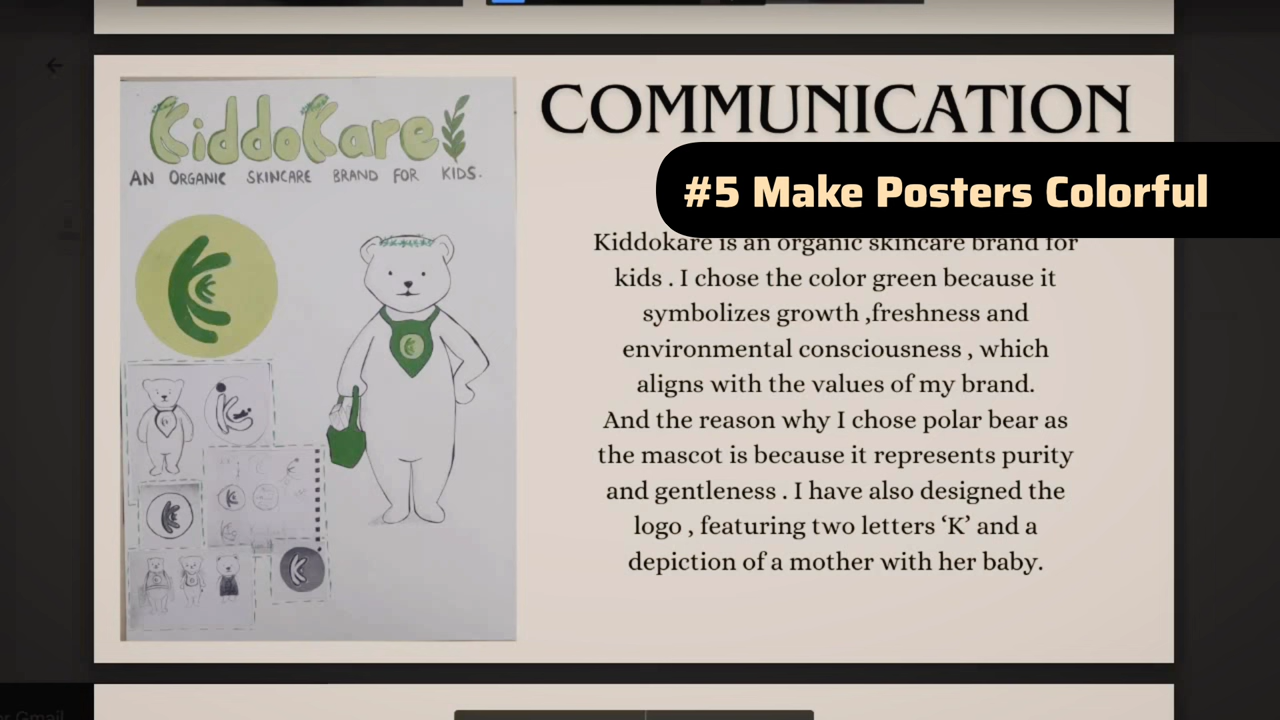 COMMUNICATION
KiddoKare
AN ORGANIC SKINCARE BRAND FOR KIDS.
#5 Make Posters Colorful
Kiddokare is an organic skincare brand for
kids . I chose the color green because it
symbolizes growth ,freshness and
environmental consciousness , which
aligns with the values of my brand.
And the reason why I chose polar bear as
the mascot is because it represents purity
and gentleness . I have also designed the
logo , featuring two letters ‘K’ and a
depiction of a mother with her baby.
Gmail